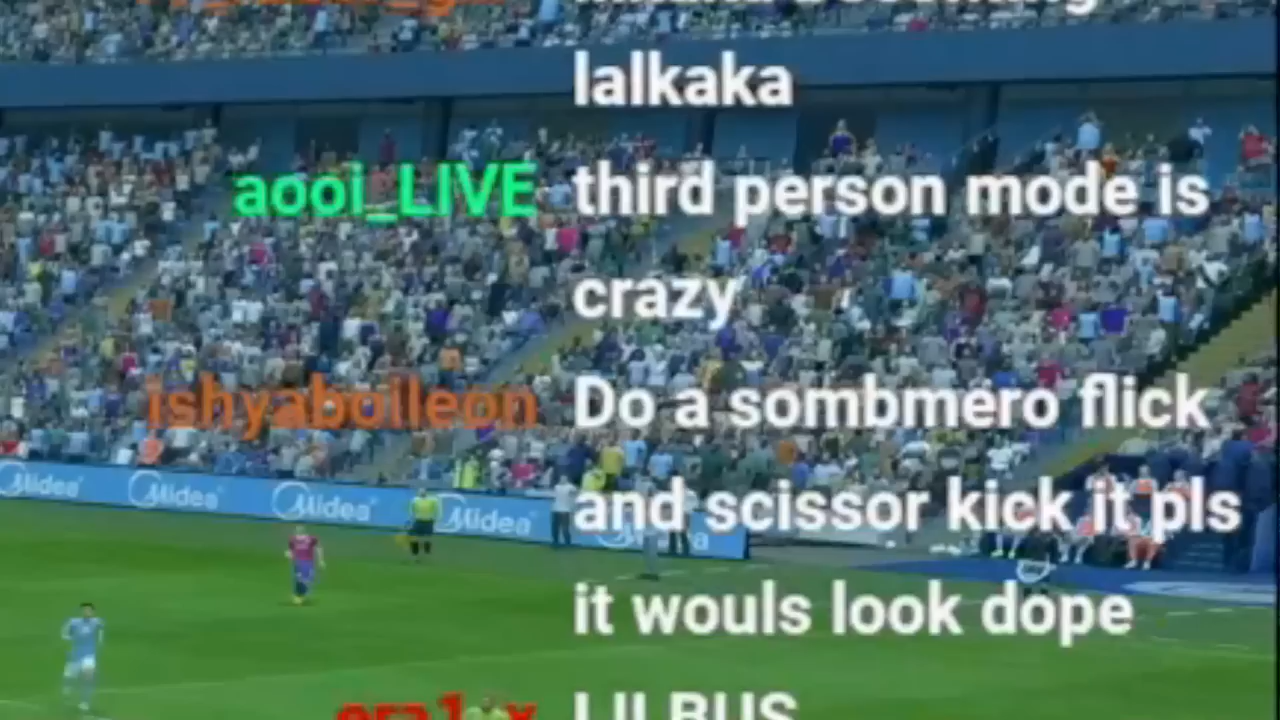 lalkaka
aooi_LIVE third person mode is
crazy
ishyaboileon Do a sombmero flick
and scissor kick it pls
it wouls look dope
Midea Midea Midea Midea
LILBUS